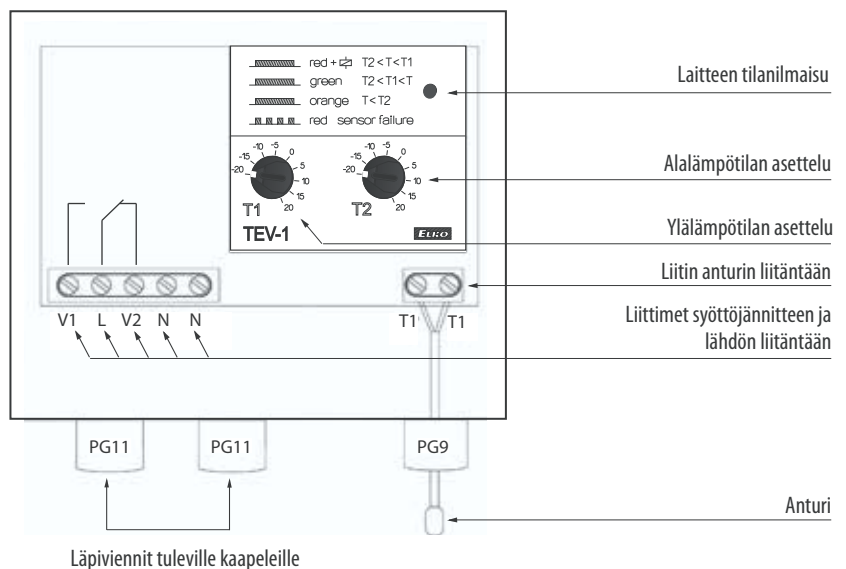 red + T2 < T < T1
green T2 < T1 < T
orange T < T2
red sensor failure
Laitteen tilanilmaisu
-20 -15 -10 -5 0 5 10 15 20
-20 -15 -10 -5 0 5 10 15 20
T1
T2
Alalämpötilan asettelu
TEV-1
ELKO
Ylälämpötilan asettelu
Liitin anturin liitäntään
V1 L V2 N N
T1 T1
Liittimet syöttöjännitteen ja
lähdön liitäntään
PG11 PG11 PG9
Anturi
Läpiviennit tuleville kaapeleille